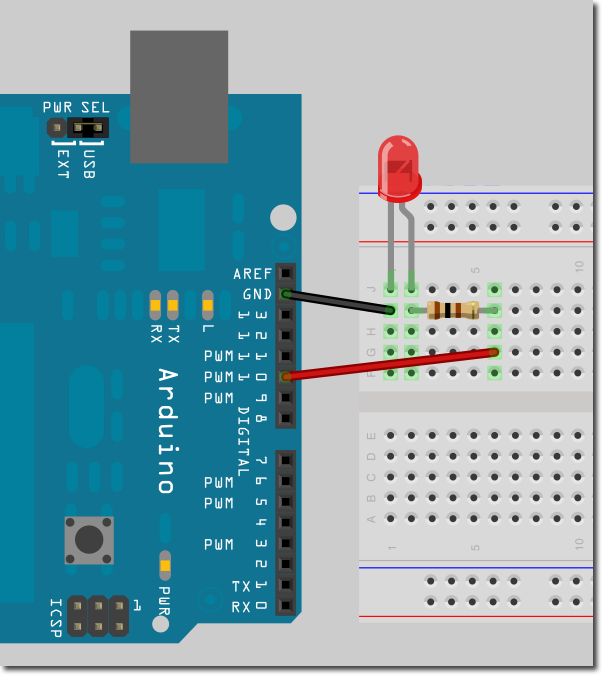 PWR SEL
EXT
USB
AREF
GND
13
12
PWM 11
PWM 10
PWM 9
8
DIGITAL
7
PWM 6
PWM 5
4
PWM 3
2
TX 1
RX 0
RX
TX
L
Arduino
PWR
ICSP
1
5
10
J
H
G
F
E
D
C
B
A
1
5
10